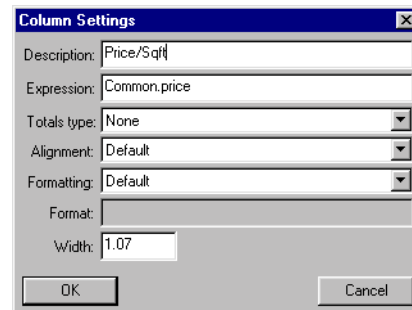 Column Settings
Description: Price/Sqft
Expression: Common.price
Totals type: None
Alignment: Default
Formatting: Default
Format:
Width: 1.07
OK Cancel